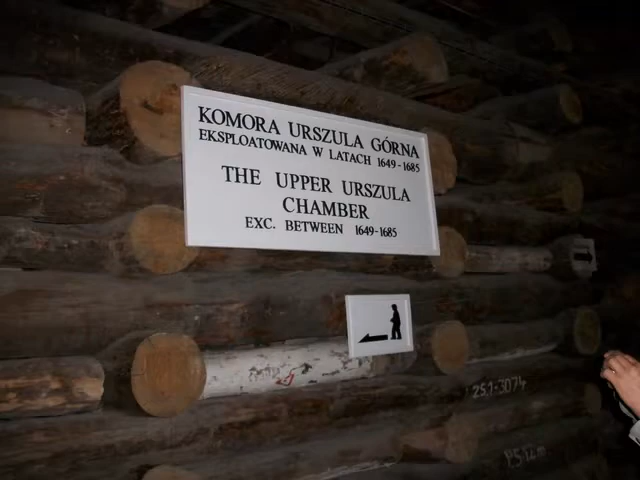 KOMORA URSZULA GÓRNA
EKSPLOATOWANA W LATACH 1649-1685
THE UPPER URSZULA
CHAMBER
EXC. BETWEEN 1649-1685